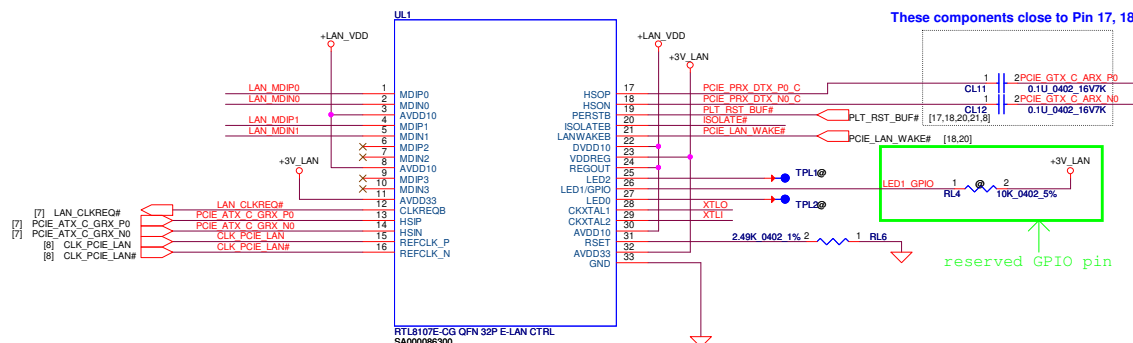 These components close to Pin 17, 18
UL1
+LAN_VDD
+LAN_VDD
+3V_LAN
LAN_MDIP0 1 MDIP0
LAN_MDIN0 2 MDIN0
3 AVDD10
LAN_MDIP1 4 MDIP1
LAN_MDIN1 5 MDIN1
6 MDIP2
7 MDIN2
8 AVDD10
+3V_LAN
9 MDIP3
10 MDIN3
11 AVDD33
[7] LAN_CLKREQ# LAN_CLKREQ# 12 CLKREQB
[7] PCIE_ATX_C_GRX_P0 PCIE_ATX_C_GRX_P0 13 HSIP
[7] PCIE_ATX_C_GRX_N0 PCIE_ATX_C_GRX_N0 14 HSIN
[8] CLK_PCIE_LAN CLK_PCIE_LAN 15 REFCLK_P
[8] CLK_PCIE_LAN# CLK_PCIE_LAN# 16 REFCLK_N
HSOP 17 PCIE_PRX_DTX_P0_C
HSON 18 PCIE_PRX_DTX_N0_C
PERSTB 19 PLT_RST_BUF# PLT_RST_BUF# [17,18,20,21,8]
ISOLATEB 20 ISOLATE#
LANWAKEB 21 PCIE_LAN_WAKE# PCIE_LAN_WAKE# [18,20]
DVDD10 22
VDDREG 23
REGOUT 24
LED2 25 TPL1@
LED1/GPIO 26 LED1_GPIO
LED0 27 TPL2@
CKXTAL1 28 XTLO
CKXTAL2 29 XTLI
AVDD10 30
RSET 31 2.49K_0402_1% 2 1 RL6
AVDD33 32
GND 33
1 2 PCIE_GTX_C_ARX_P0
CL11 0.1U_0402_16V7K
1 2 PCIE_GTX_C_ARX_N0
CL12 0.1U_0402_16V7K
+3V_LAN
1 @ 2
RL4 10K_0402_5%
reserved GPIO pin
RTL8107E-CG QFN 32P E-LAN CTRL
SA000086300